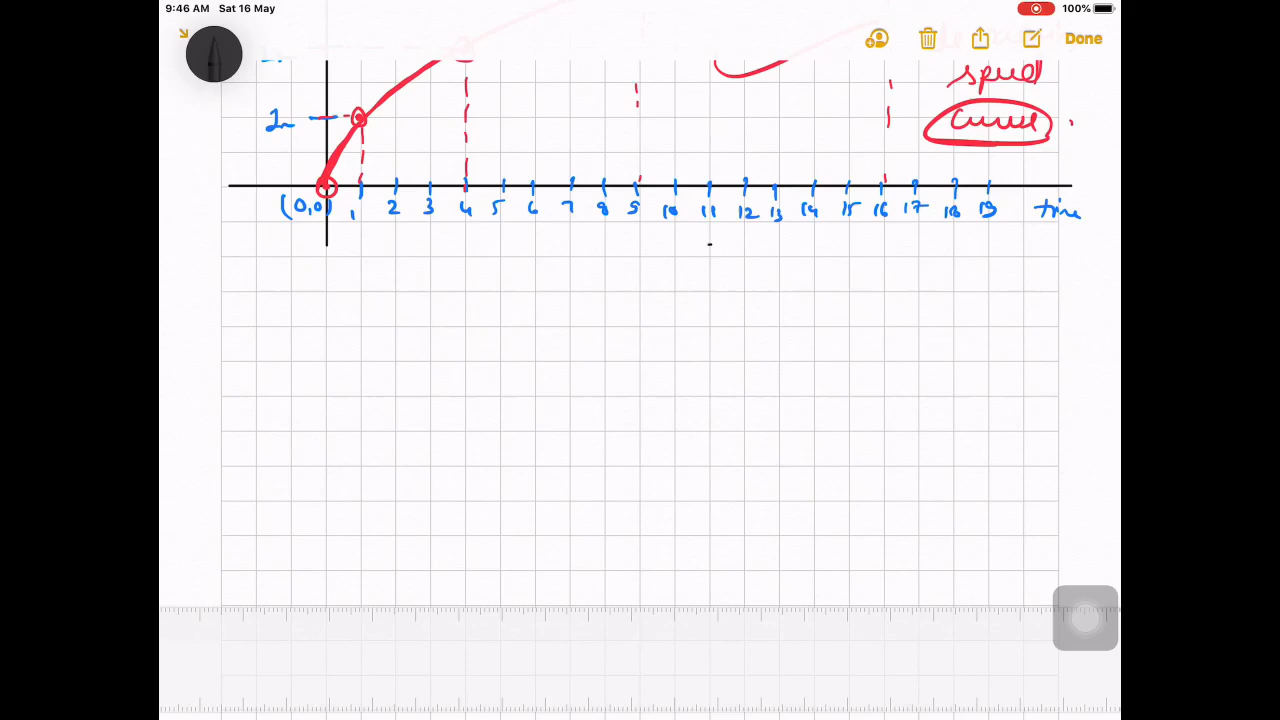 9:46 AM Sat 16 May
100%
Done
speed
curve
(0,0) 1 2 3 4 5 6 7 8 9 10 11 12 13 14 15 16 17 18 19 time